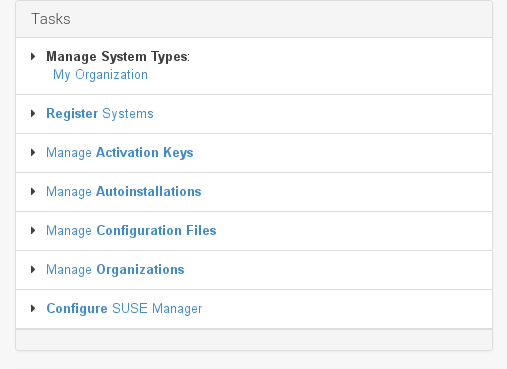 Tasks
Manage System Types:
My Organization
Register Systems
Manage Activation Keys
Manage Autoinstallations
Manage Configuration Files
Manage Organizations
Configure SUSE Manager